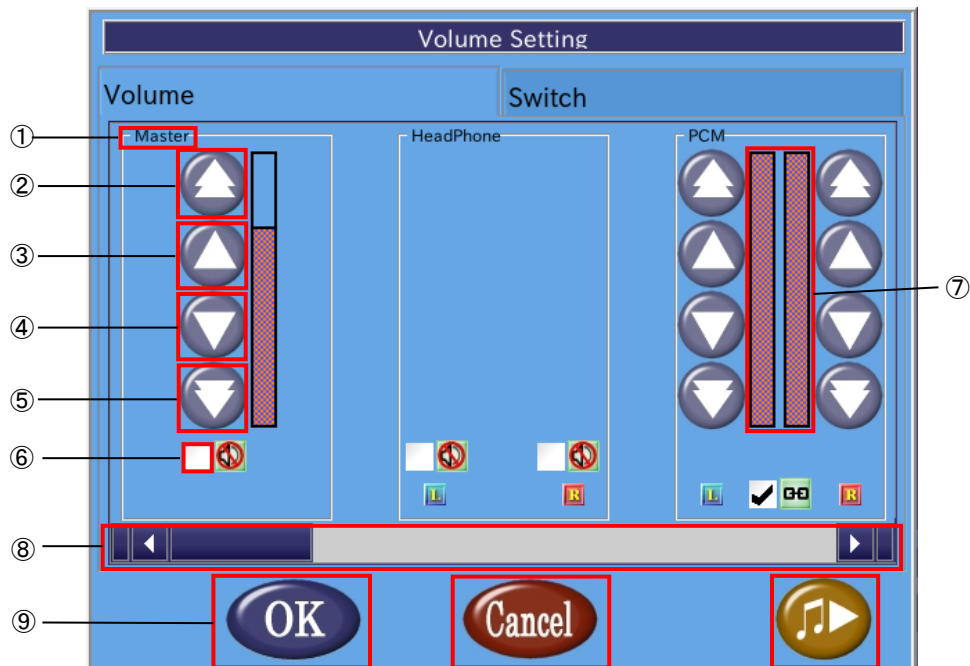 Volume Setting
Volume
Switch
① Master
HeadPhone
PCM
②
③
④
⑤
⑥
⑦
L
R
L
R
⑧
⑨
OK
Cancel